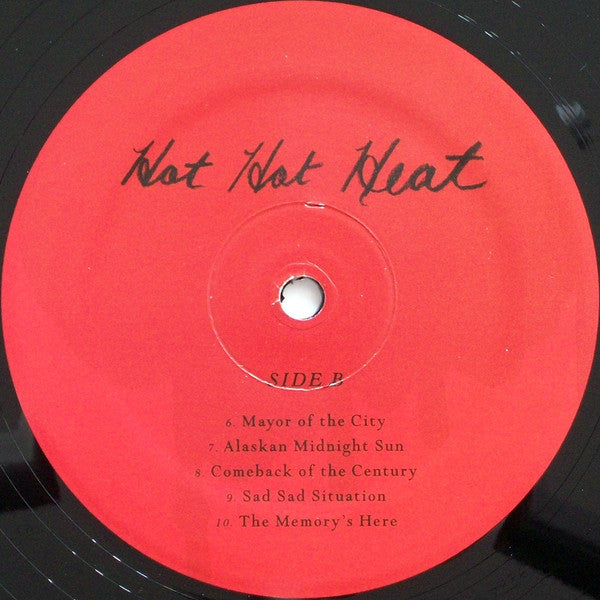 Hot Hot Heat
SIDE B
6. Mayor of the City
7. Alaskan Midnight Sun
8. Comeback of the Century
9. Sad Sad Situation
10. The Memory's Here